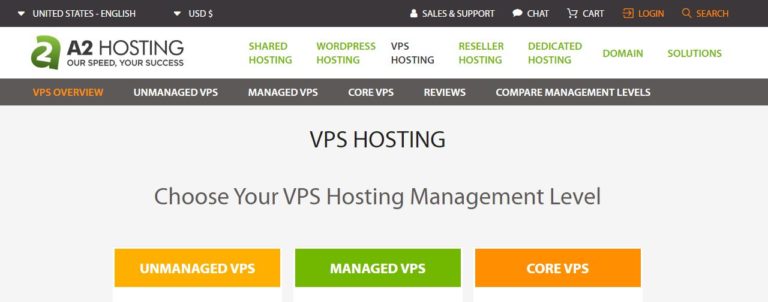 UNITED STATES - ENGLISH USD $ SALES & SUPPORT CHAT CART LOGIN SEARCH
A2 HOSTING
OUR SPEED, YOUR SUCCESS
SHARED HOSTING
WORDPRESS HOSTING
VPS HOSTING
RESELLER HOSTING
DEDICATED HOSTING
DOMAIN
SOLUTIONS
VPS OVERVIEW UNMANAGED VPS MANAGED VPS CORE VPS REVIEWS COMPARE MANAGEMENT LEVELS
VPS HOSTING
Choose Your VPS Hosting Management Level
UNMANAGED VPS MANAGED VPS CORE VPS